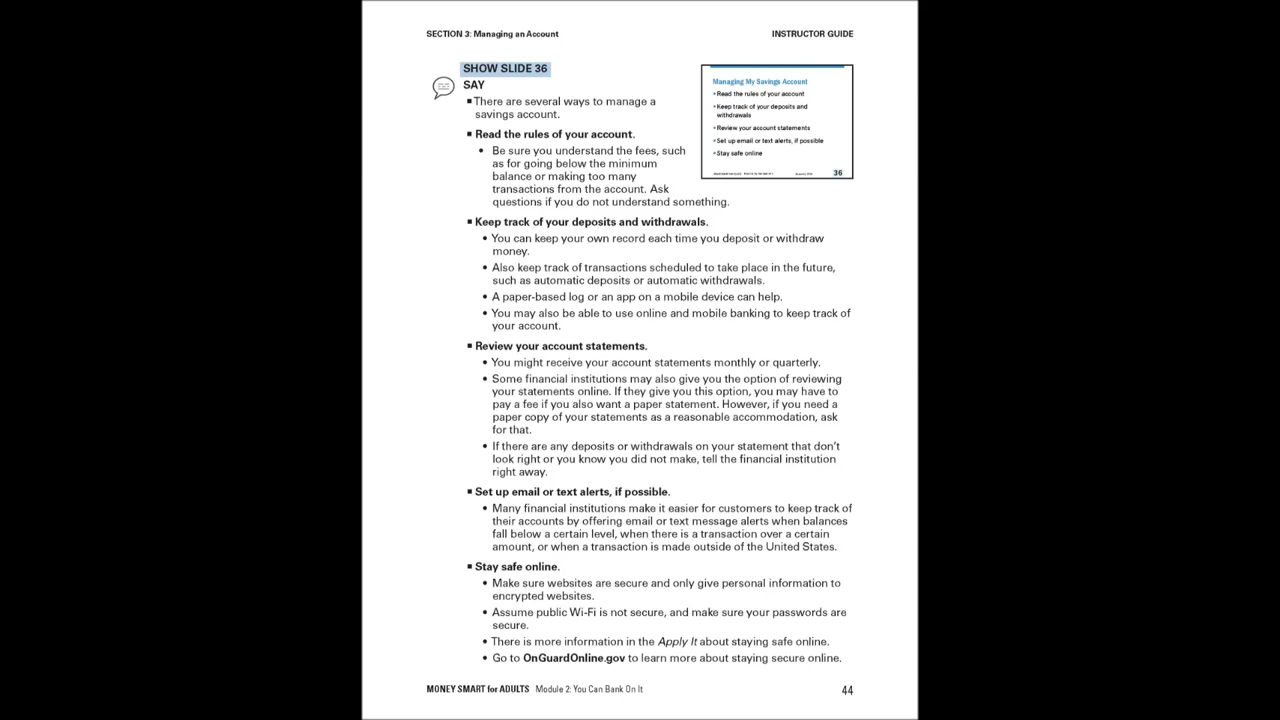 SECTION 3: Managing an Account
INSTRUCTOR GUIDE
SHOW SLIDE 36
SAY
▪ There are several ways to manage a
savings account.
▪ Read the rules of your account.
• Be sure you understand the fees, such
as for going below the minimum
balance or making too many
transactions from the account. Ask
questions if you do not understand something.
Managing My Savings Account
▪ Read the rules of your account
▪ Keep track of your deposits and
withdrawals
▪ Review your account statements
▪ Set up email or text alerts, if possible
▪ Stay safe online
36
▪ Keep track of your deposits and withdrawals.
• You can keep your own record each time you deposit or withdraw
money.
• Also keep track of transactions scheduled to take place in the future,
such as automatic deposits or automatic withdrawals.
• A paper-based log or an app on a mobile device can help.
• You may also be able to use online and mobile banking to keep track of
your account.
▪ Review your account statements.
• You might receive your account statements monthly or quarterly.
• Some financial institutions may also give you the option of reviewing
your statements online. If they give you this option, you may have to
pay a fee if you also want a paper statement. However, if you need a
paper copy of your statements as a reasonable accommodation, ask
for that.
• If there are any deposits or withdrawals on your statement that don’t
look right or you know you did not make, tell the financial institution
right away.
▪ Set up email or text alerts, if possible.
• Many financial institutions make it easier for customers to keep track of
their accounts by offering email or text message alerts when balances
fall below a certain level, when there is a transaction over a certain
amount, or when a transaction is made outside of the United States.
▪ Stay safe online.
• Make sure websites are secure and only give personal information to
encrypted websites.
• Assume public Wi-Fi is not secure, and make sure your passwords are
secure.
• There is more information in the Apply It about staying safe online.
• Go to OnGuardOnline.gov to learn more about staying secure online.
MONEY SMART for ADULTS Module 2: You Can Bank On It
44